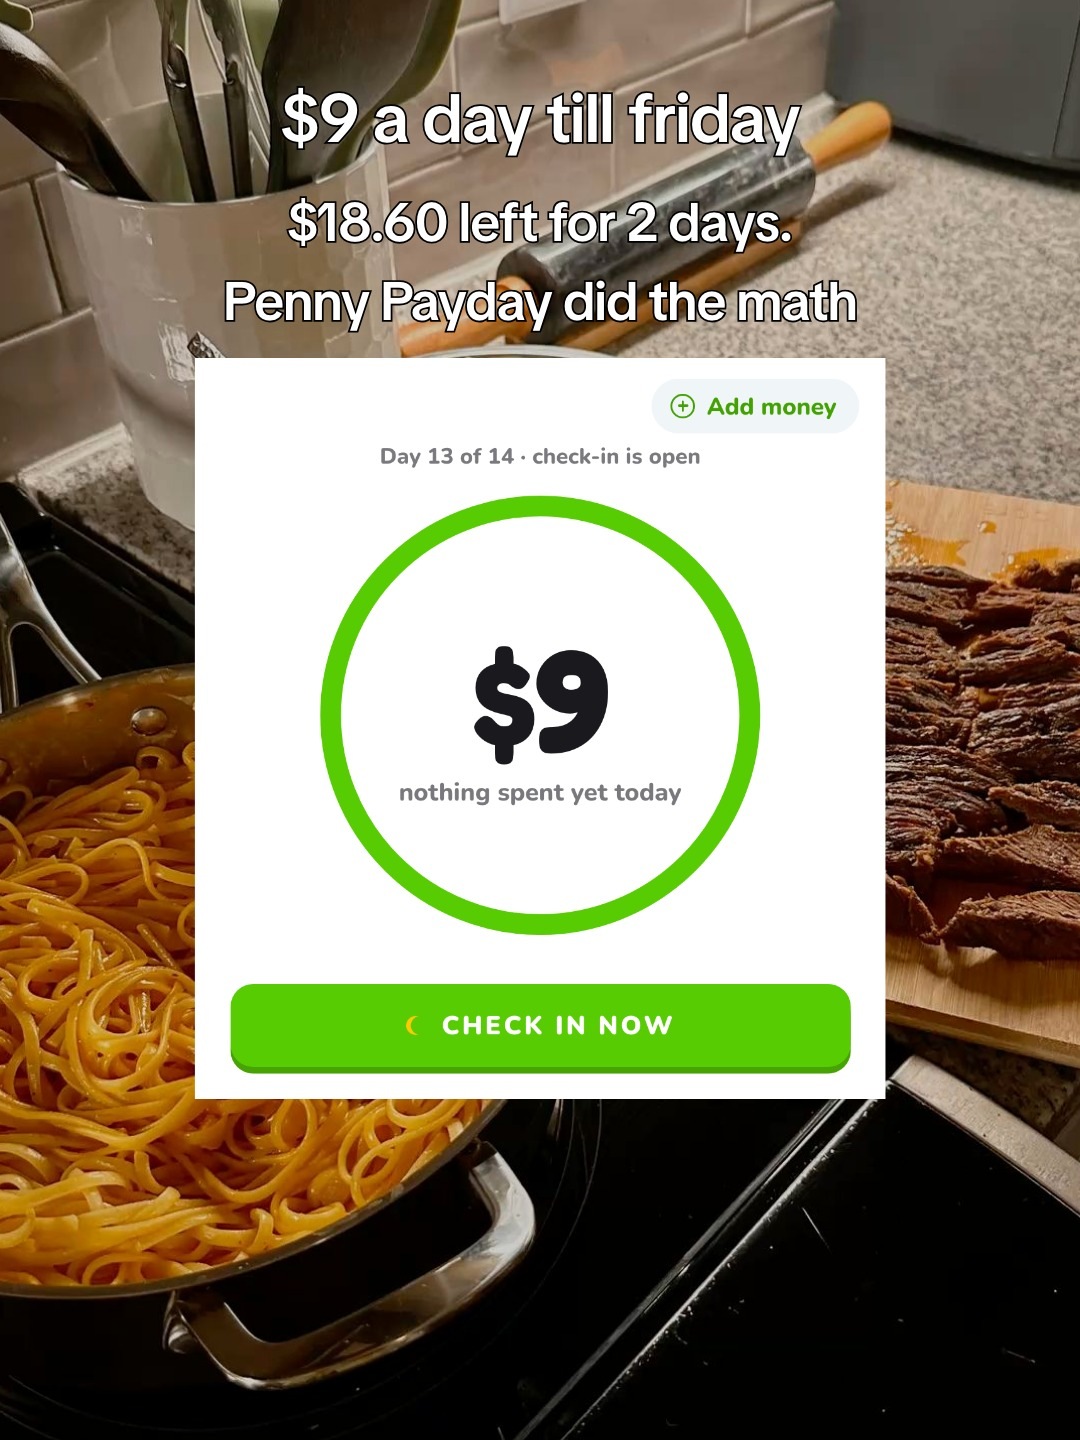 $9 a day till friday
$18.60 left for 2 days.
Penny Payday did the math
Add money
Day 13 of 14 · check-in is open
$9
nothing spent yet today
CHECK IN NOW